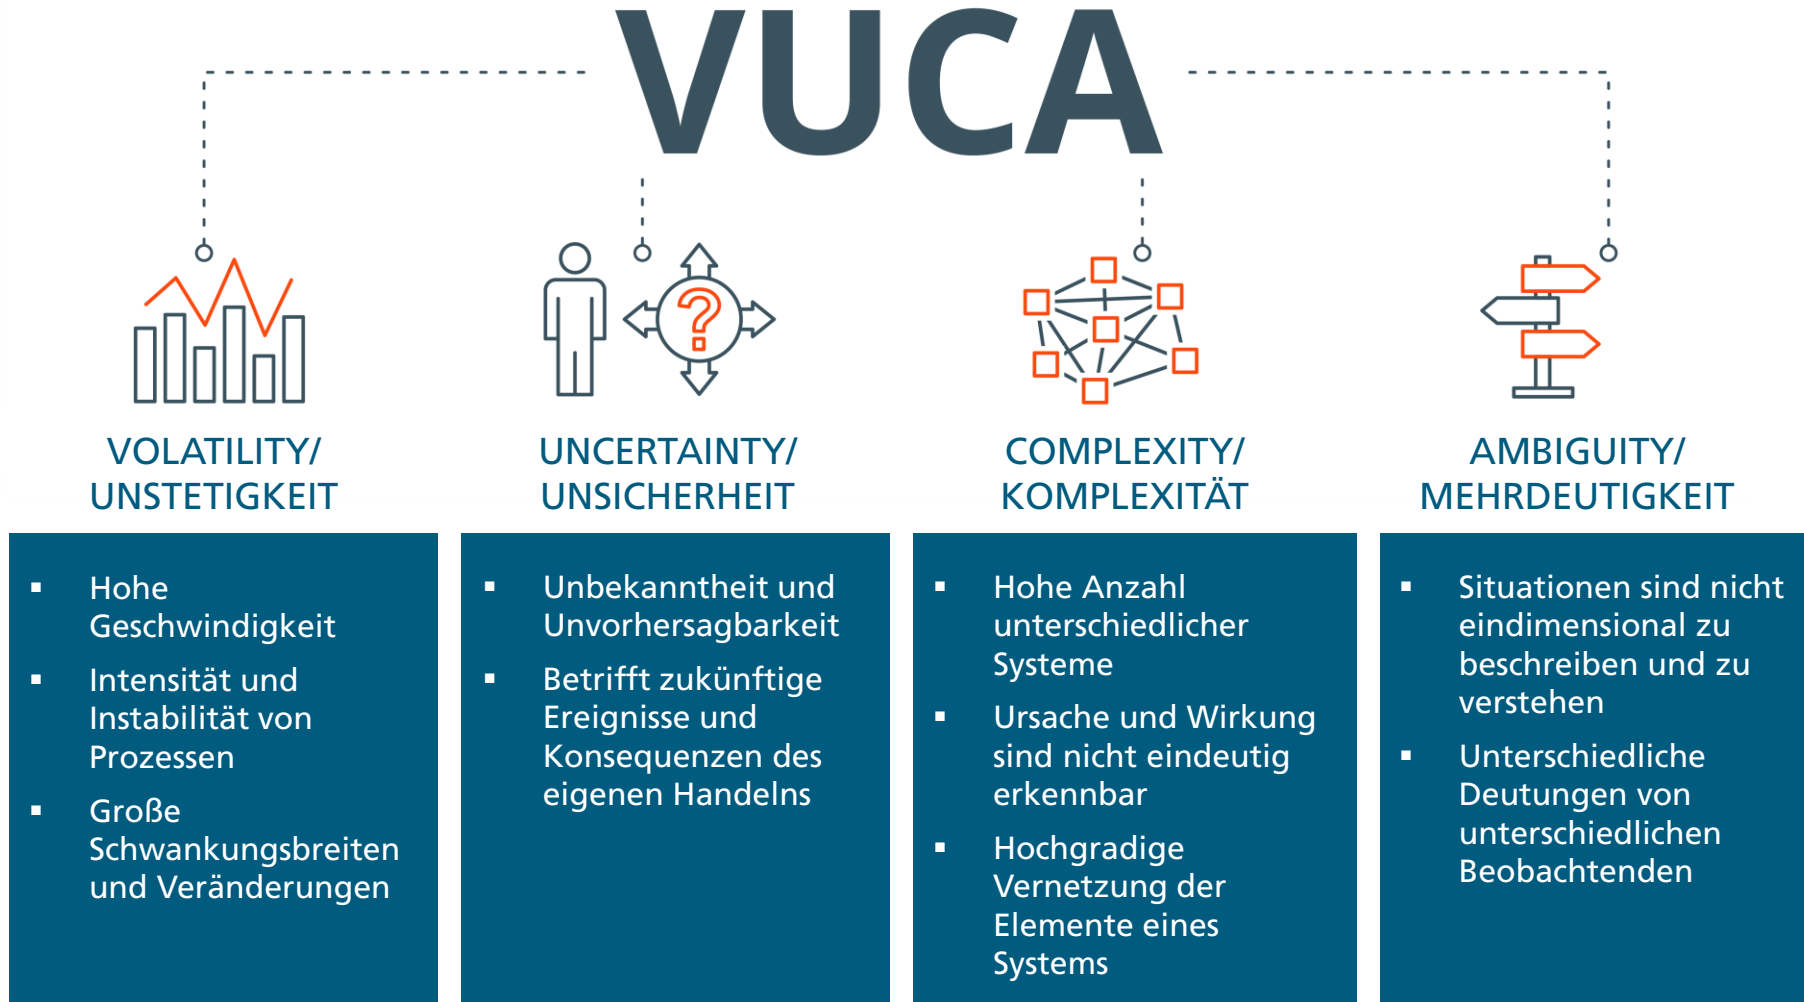 VUCA
?
VOLATILITY/
UNSTETIGKEIT
▪ Hohe
Geschwindigkeit
▪ Intensität und
Instabilität von
Prozessen
▪ Große
Schwankungsbreiten
und Veränderungen
UNCERTAINTY/
UNSICHERHEIT
▪ Unbekanntheit und
Unvorhersagbarkeit
▪ Betrifft zukünftige
Ereignisse und
Konsequenzen des
eigenen Handelns
COMPLEXITY/
KOMPLEXITÄT
▪ Hohe Anzahl
unterschiedlicher
Systeme
▪ Ursache und Wirkung
sind nicht eindeutig
erkennbar
▪ Hochgradige
Vernetzung der
Elemente eines
Systems
AMBIGUITY/
MEHRDEUTIGKEIT
▪ Situationen sind nicht
eindimensional zu
beschreiben und zu
verstehen
▪ Unterschiedliche
Deutungen von
unterschiedlichen
Beobachtenden